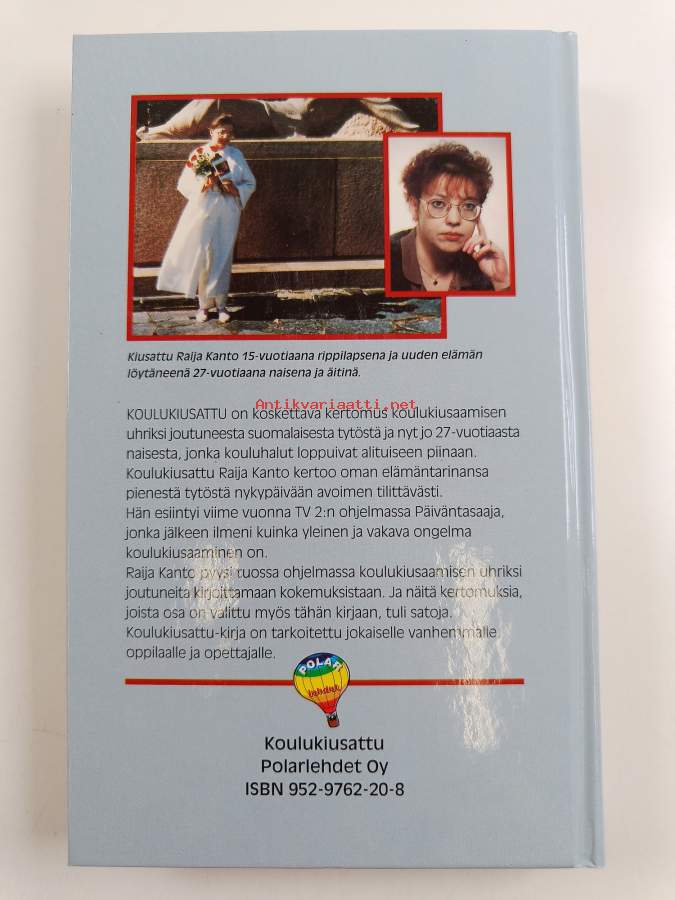 Kiusattu Raija Kanto 15-vuotiaana rippilapsena ja uuden elämän
löytäneenä 27-vuotiaana naisena ja äitinä.
Antikvariaatti.net
KOULUKIUSATTU on koskettava kertomus koulukiusaamisen
uhriksi joutuneesta suomalaisesta tytöstä ja nyt jo 27-vuotiaasta
naisesta, jonka kouluhalut loppuivat alituiseen piinaan.
Koulukiusattu Raija Kanto kertoo oman elämäntarinansa
pienestä tytöstä nykypäivään avoimen tilittävästi.
Hän esiintyi viime vuonna TV 2:n ohjelmassa Päiväntasaaja,
jonka jälkeen ilmeni kuinka yleinen ja vakava ongelma
koulukiusaaminen on.
Raija Kanto pyysi tuossa ohjelmassa koulukiusaamisen uhriksi
joutuneita kirjoittamaan kokemuksistaan. Ja näitä kertomuksia,
joista osa on valittu myös tähän kirjaan, tuli satoja.
Koulukiusattu-kirja on tarkoitettu jokaiselle vanhemmalle,
oppilaalle ja opettajalle.
POLAR
lehdet
Koulukiusattu
Polarlehdet Oy
ISBN 952-9762-20-8